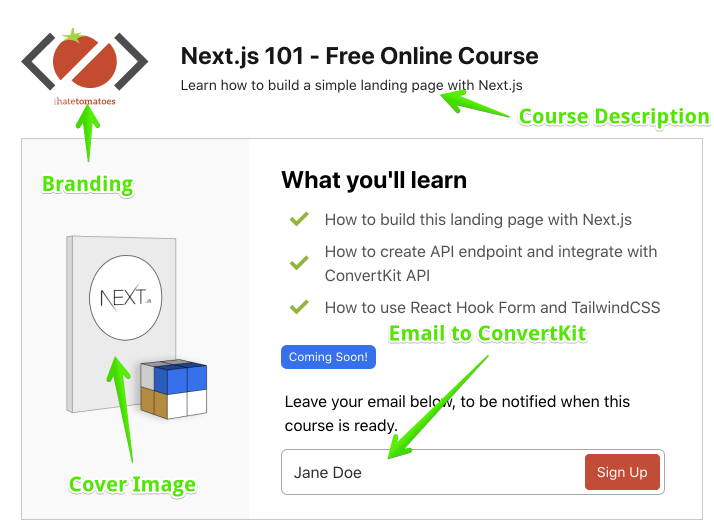 Next.js 101 - Free Online Course
Learn how to build a simple landing page with Next.js
ihatetomatoes
Course Description
Branding
What you'll learn
How to build this landing page with Next.js
How to create API endpoint and integrate with
ConvertKit API
How to use React Hook Form and TailwindCSS
NEXT.js
Email to ConvertKit
Coming Soon!
Leave your email below, to be notified when this
course is ready.
Jane Doe
Sign Up
Cover Image